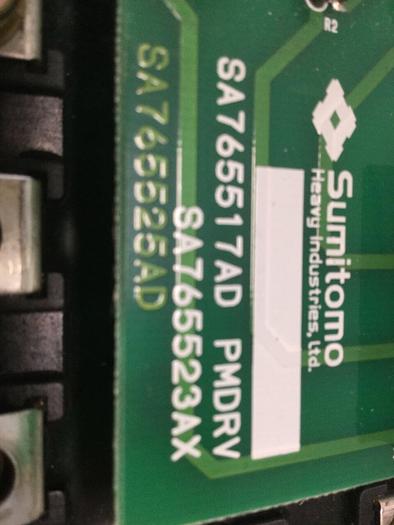 R2
Sumitomo
Heavy Industries, Ltd.
SA765517AD PMDRV
SA765523AX
SA765525AD